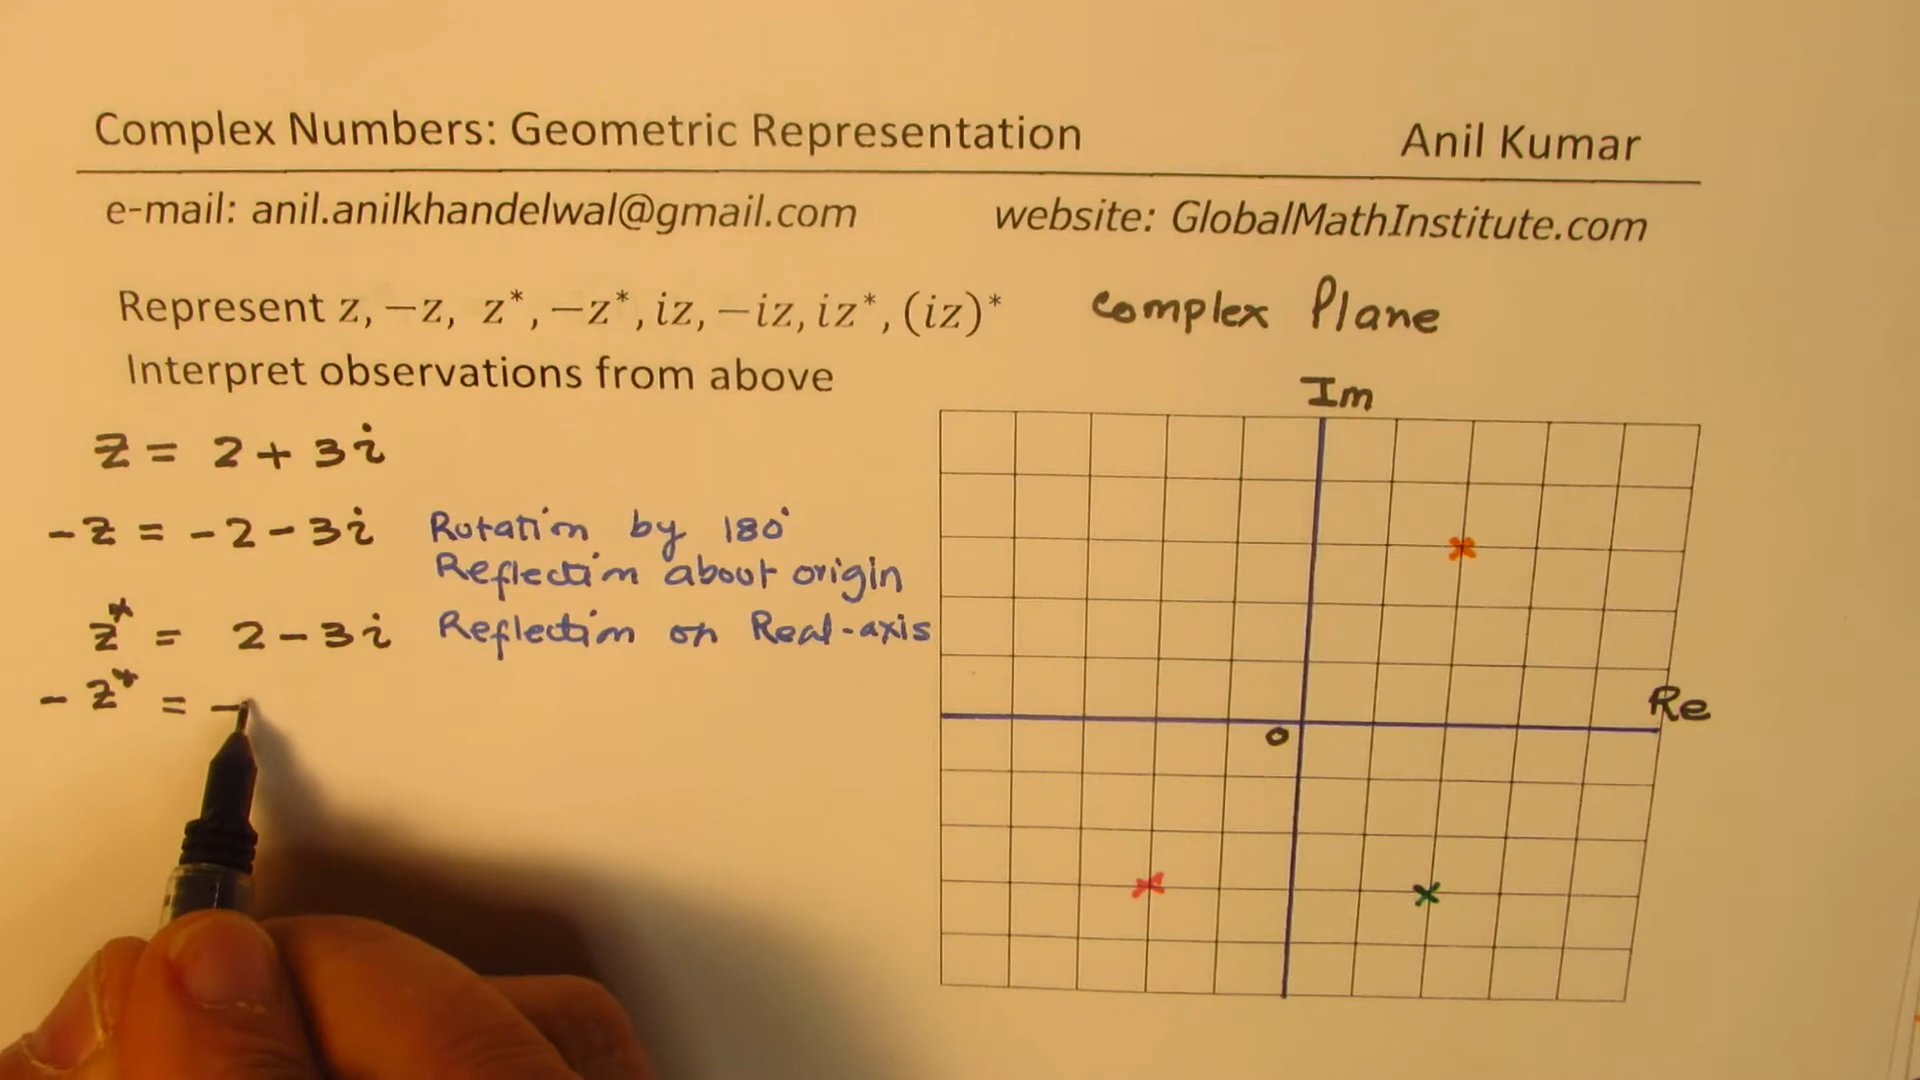 Complex Numbers: Geometric Representation Anil Kumar
e-mail: anil.anilkhandelwal@gmail.com website: GlobalMathInstitute.com
Represent z, −z, z*, −z*, iz, −iz, iz*, (iz)* Complex Plane
Interpret observations from above
Im
z = 2 + 3i
-z = -2 - 3i Rotation by 180°
Reflection about origin
z* = 2 - 3i Reflection on Real-axis
- z* = -
Re
0